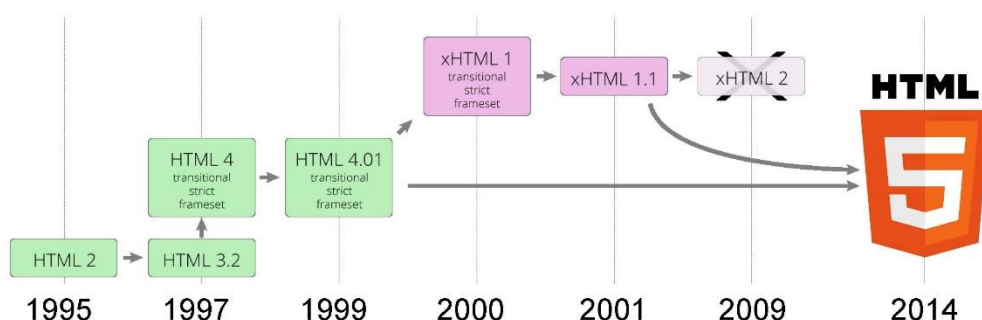 xHTML 1
transitional
strict
frameset
xHTML 1.1
xHTML 2
HTML
5
HTML 4
transitional
strict
frameset
HTML 4.01
transitional
strict
frameset
HTML 2
HTML 3.2
1995
1997
1999
2000
2001
2009
2014